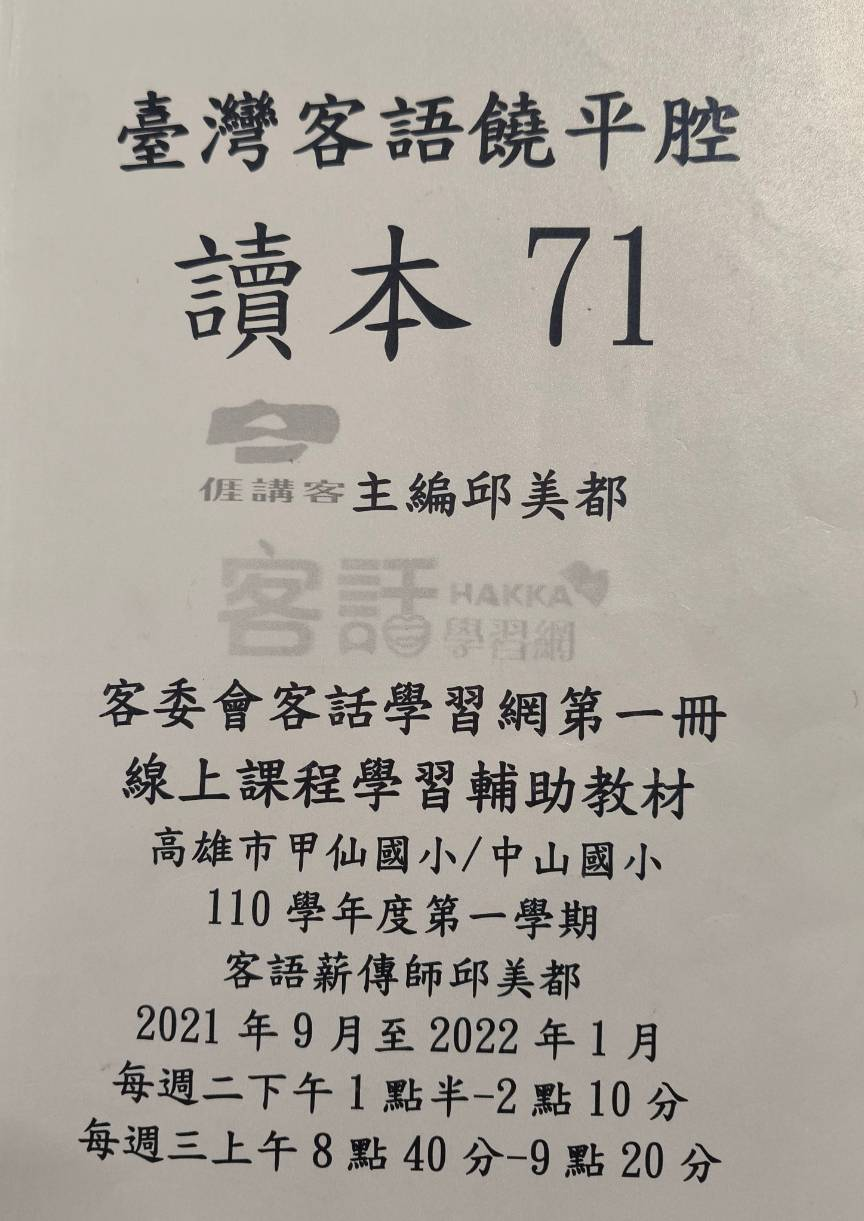 臺灣客語饒平腔
讀本 71
𠊎講客
主編邱美都
客語
HAKKA
學習網
客委會客話學習網第一冊
線上課程學習輔助教材
高雄市甲仙國小/中山國小
110 學年度第一學期
客語薪傳師邱美都
2021 年 9 月至 2022 年 1 月
每週二下午 1 點半-2 點 10 分
每週三上午 8 點 40 分-9 點 20 分